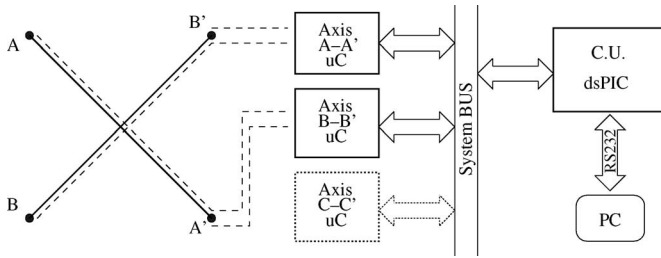 A
B'
B
A'
Axis
A–A'
uC
Axis
B–B'
uC
Axis
C–C'
uC
System BUS
C.U.
dsPIC
RS232
PC